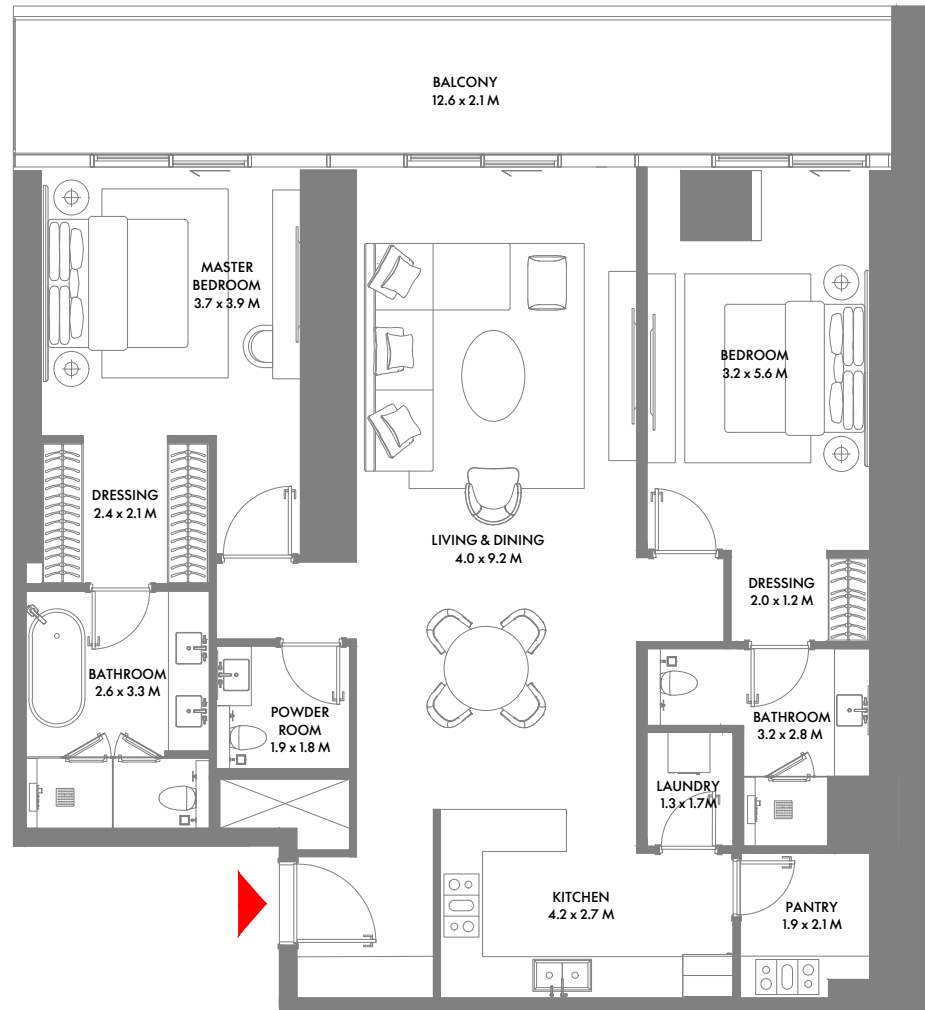 BALCONY
12.6 x 2.1 M
MASTER
BEDROOM
3.7 x 3.9 M
BEDROOM
3.2 x 5.6 M
DRESSING
2.4 x 2.1 M
LIVING & DINING
4.0 x 9.2 M
DRESSING
2.0 x 1.2 M
BATHROOM
2.6 x 3.3 M
POWDER
ROOM
1.9 x 1.8 M
BATHROOM
3.2 x 2.8 M
LAUNDRY
1.3 x 1.7M
KITCHEN
4.2 x 2.7 M
PANTRY
1.9 x 2.1 M